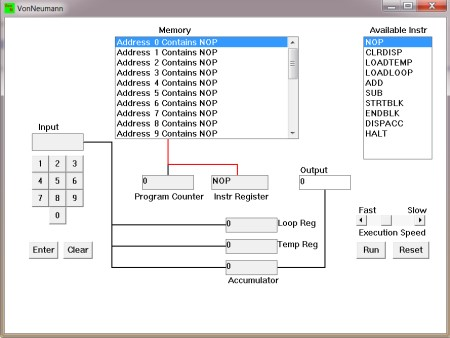 VonNeumann
Memory
Available Instr
Address 0 Contains NOP
Address 1 Contains NOP
Address 2 Contains NOP
Address 3 Contains NOP
Address 4 Contains NOP
Address 5 Contains NOP
Address 6 Contains NOP
Address 7 Contains NOP
Address 8 Contains NOP
Address 9 Contains NOP
NOP
CLRDISP
LOADTEMP
LOADLOOP
ADD
SUB
STRTBLK
ENDBLK
DISPACC
HALT
Input
1 2 3
4 5 6
7 8 9
0
Enter Clear
0
Program Counter
NOP
Instr Register
Output
0
0 Loop Reg
0 Temp Reg
0
Accumulator
Fast Slow
Execution Speed
Run Reset